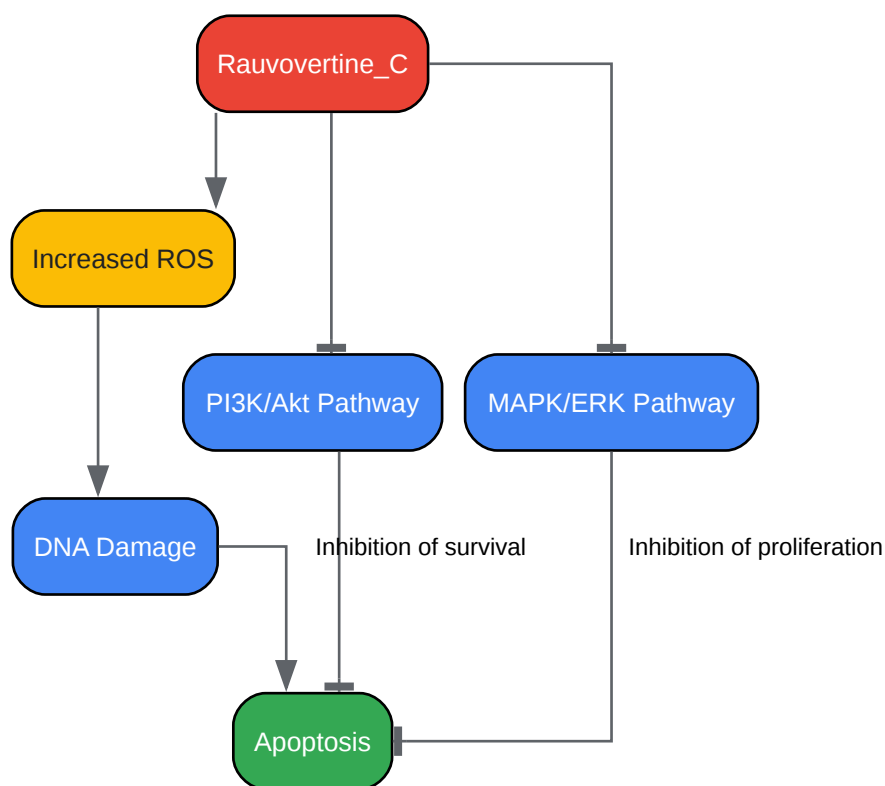 Rauvovertine_C
Increased ROS
PI3K/Akt Pathway
MAPK/ERK Pathway
DNA Damage
Inhibition of survival
Inhibition of proliferation
Apoptosis